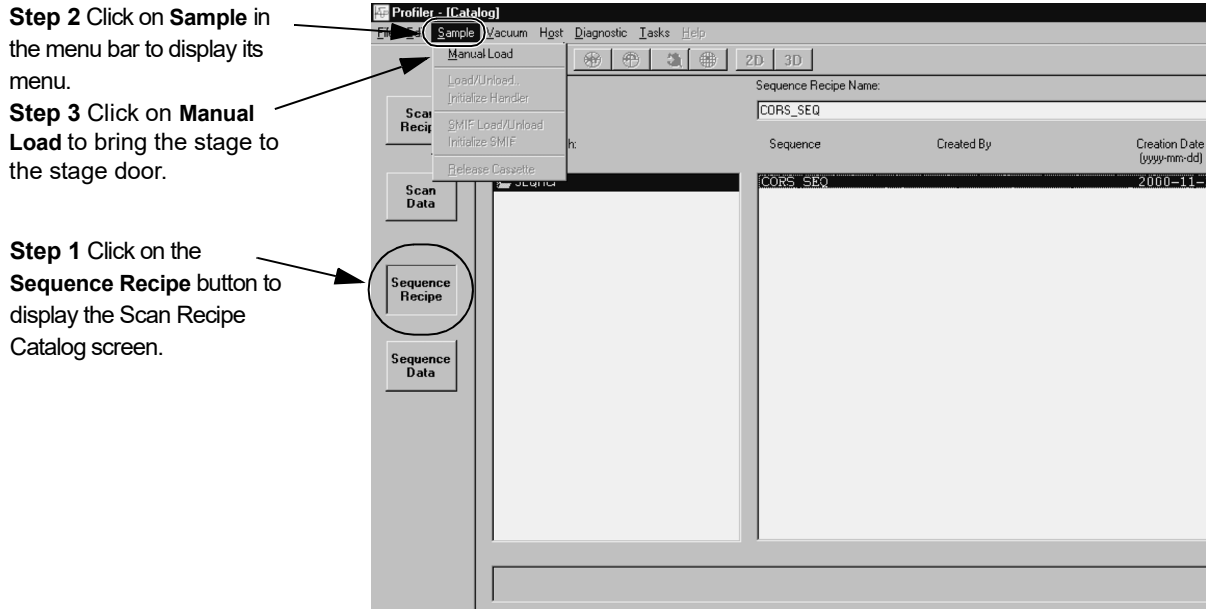 Step 2 Click on Sample in
the menu bar to display its
menu.
Step 3 Click on Manual
Load to bring the stage to
the stage door.
Step 1 Click on the
Sequence Recipe button to
display the Scan Recipe
Catalog screen.
Profiler - [Catalog]
Sample Vacuum Host Diagnostic Tasks Help
Manual Load
Load/Unload...
Initialize Handler
SMIF Load/Unload
Initialize SMIF
Release Cassette
2D 3D
Scan
Data
Sequence
Recipe
Sequence
Data
Sequence Recipe Name:
CORS_SEQ
Sequence Created By Creation Date
(yyyy-mm-dd)
CORS_SEQ 2000-11-